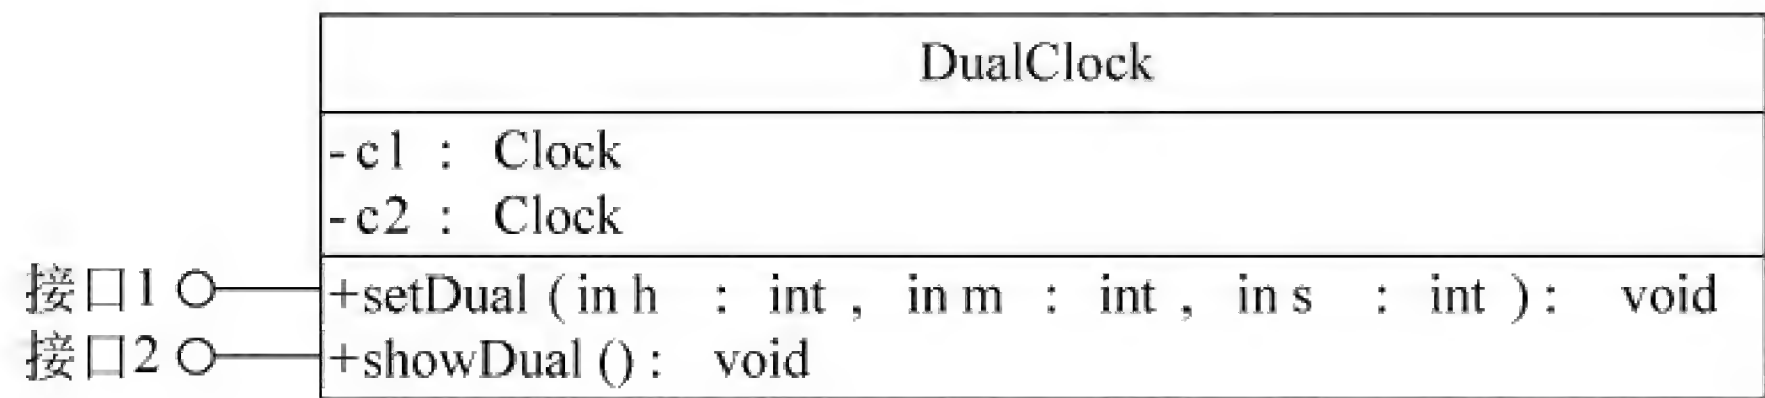 DualClock
-c1 : Clock
-c2 : Clock
接口1 +setDual (in h : int , in m : int , in s : int ) : void
接口2 +showDual () : void